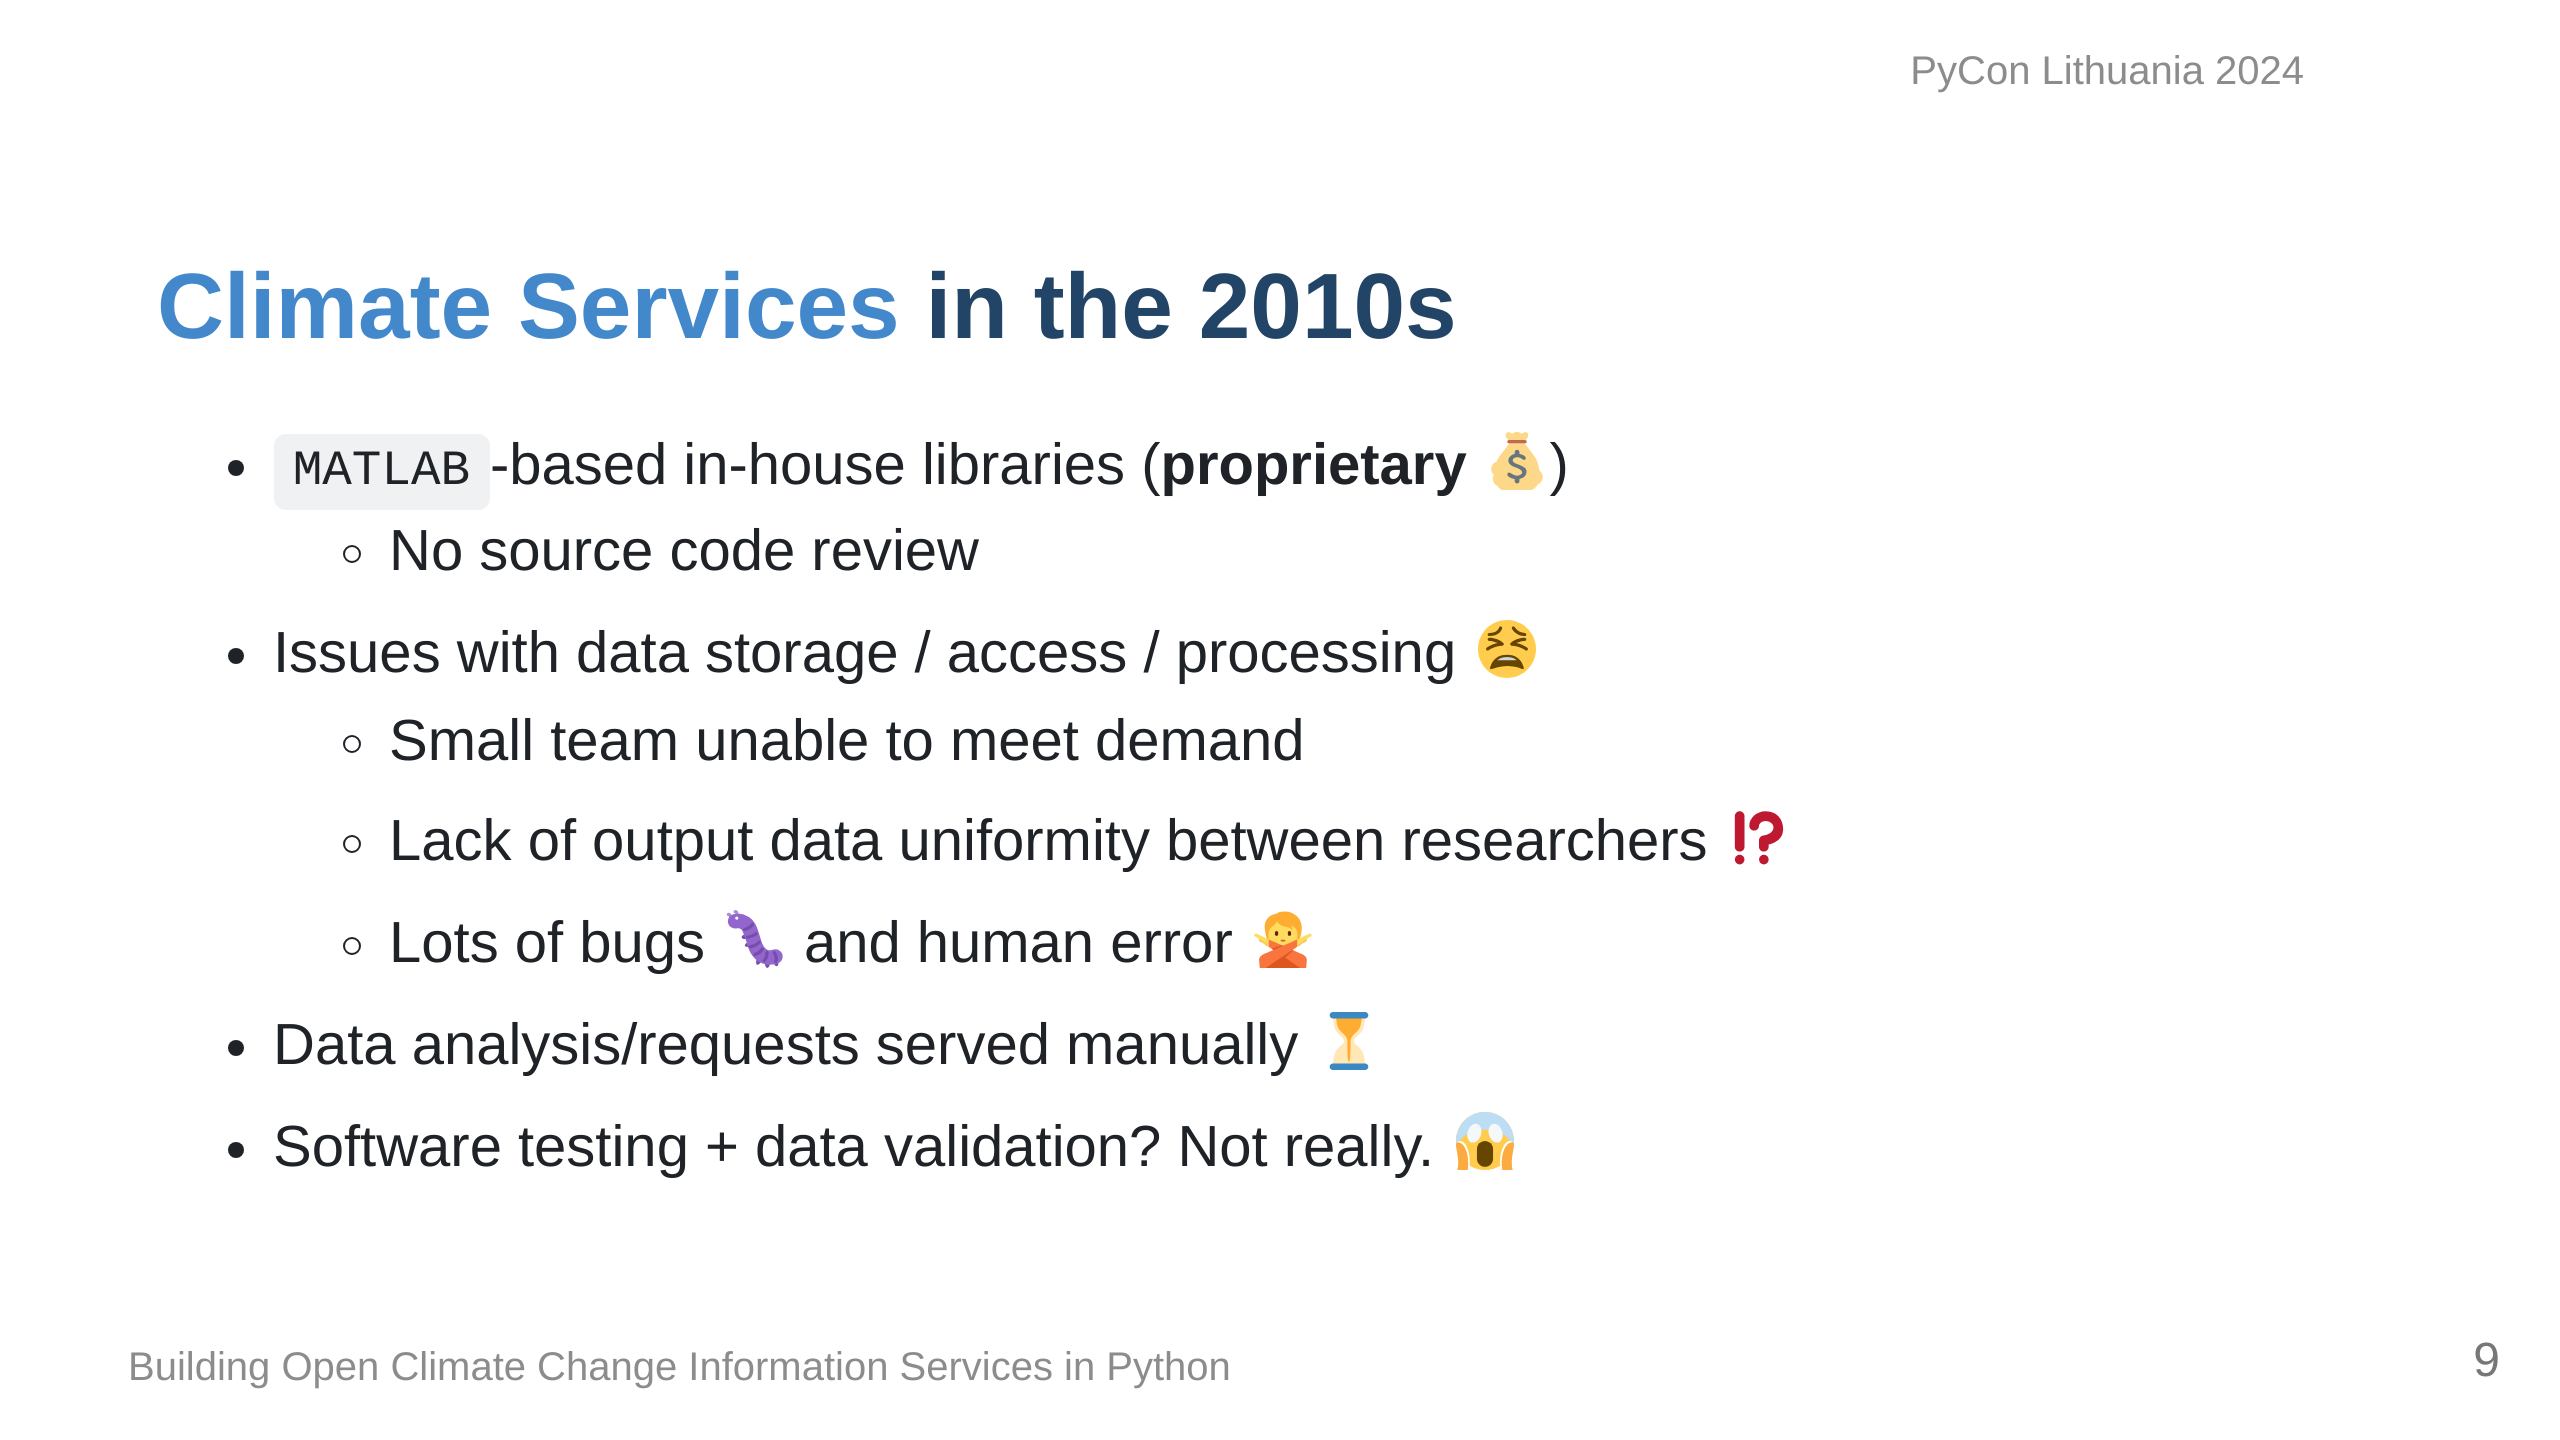 PyCon Lithuania 2024
Climate Services in the 2010s
• MATLAB-based in-house libraries (proprietary 💰)
◦ No source code review
• Issues with data storage / access / processing 😫
◦ Small team unable to meet demand
◦ Lack of output data uniformity between researchers ⁉️
◦ Lots of bugs 🐛 and human error 🙅
• Data analysis/requests served manually ⏳
• Software testing + data validation? Not really. 😱
Building Open Climate Change Information Services in Python
9